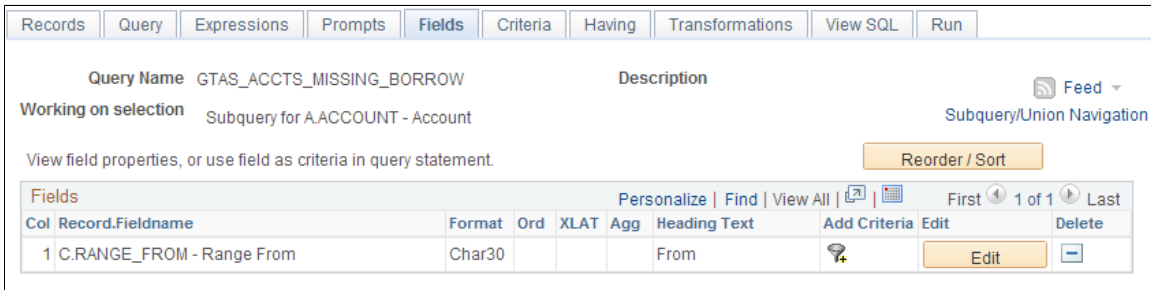 Records Query Expressions Prompts Fields Criteria Having Transformations View SQL Run
Query Name GTAS_ACCTS_MISSING_BORROW Description
Feed
Working on selection Subquery for A.ACCOUNT - Account
Subquery/Union Navigation
View field properties, or use field as criteria in query statement. Reorder / Sort
Fields Personalize | Find | View All | | First 1 of 1 Last
Col Record.Fieldname Format Ord XLAT Agg Heading Text Add Criteria Edit Delete
1 C.RANGE_FROM - Range From Char30 From Edit